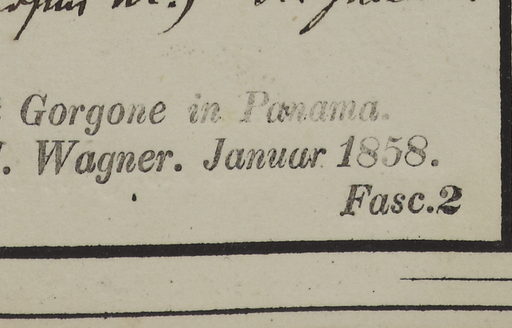 Gorgone in Panama.
Wagner. Januar 1858.
Fasc.2